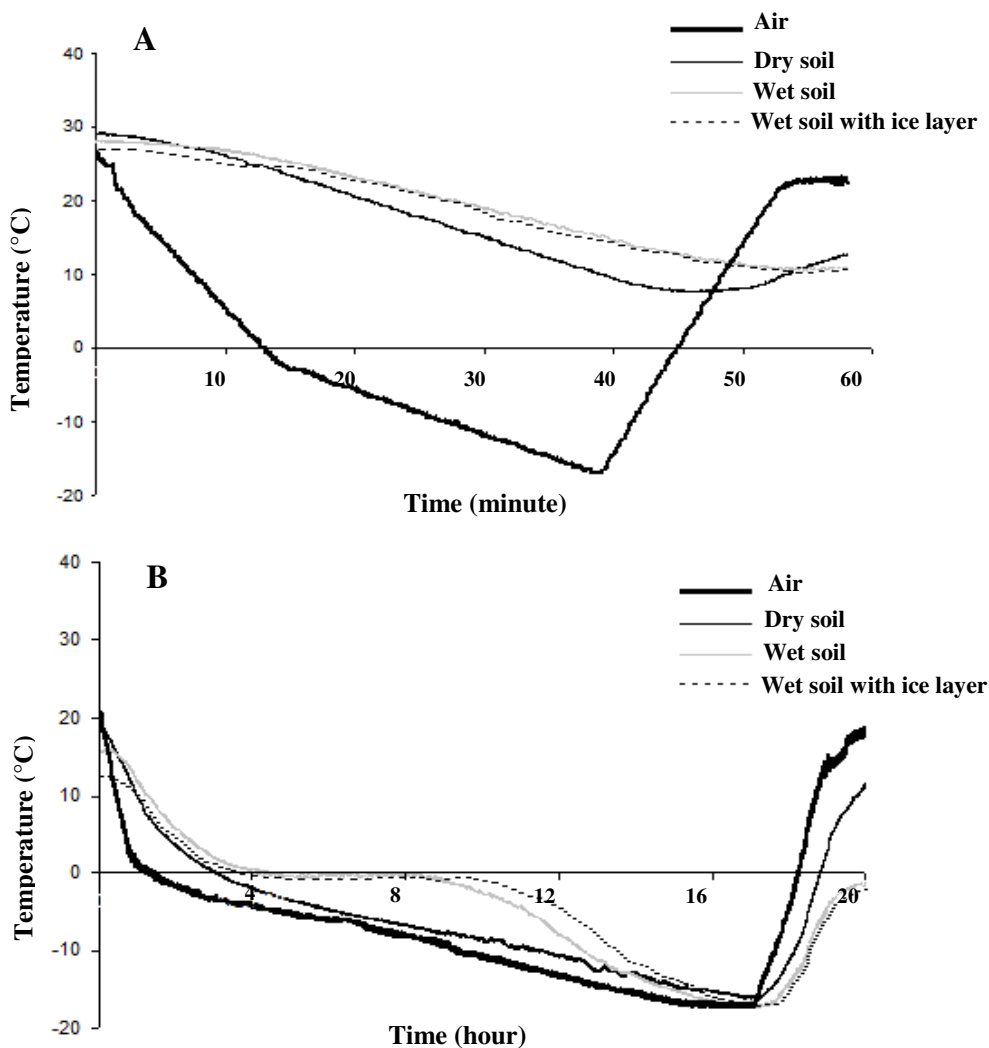 A
Air
Dry soil
Wet soil
Wet soil with ice layer
40
30
20
10
0
-10
-20
10 20 30 40 50 60
Temperature (°C)
Time (minute)
B
Air
Dry soil
Wet soil
Wet soil with ice layer
40
30
20
10
0
-10
-20
4 8 12 16 20
Temperature (°C)
Time (hour)